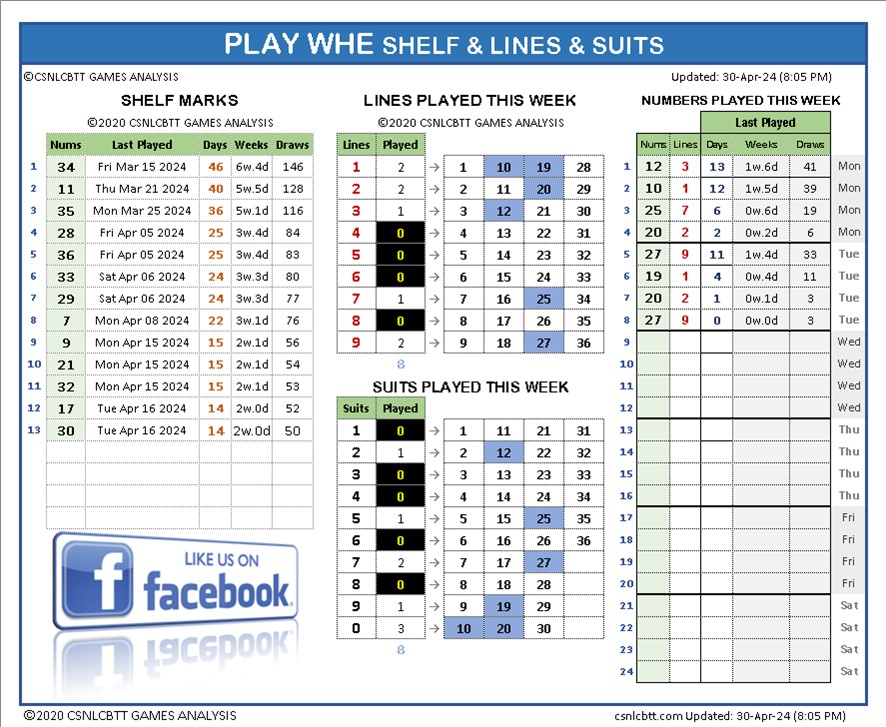 PLAY WHE SHELF & LINES & SUITS
©CSNLCBTT GAMES ANALYSIS
Updated: 30-Apr-24 (8:05 PM)
SHELF MARKS
©2020 CSNLCBTT GAMES ANALYSIS
Nums Last Played Days Weeks Draws
1 34 Fri Mar 15 2024 46 6w.4d 146
2 11 Thu Mar 21 2024 40 5w.5d 128
3 35 Mon Mar 25 2024 36 5w.1d 116
4 28 Fri Apr 05 2024 25 3w.4d 84
5 36 Fri Apr 05 2024 25 3w.4d 83
6 33 Sat Apr 06 2024 24 3w.3d 80
7 29 Sat Apr 06 2024 24 3w.3d 77
8 7 Mon Apr 08 2024 22 3w.1d 76
9 9 Mon Apr 15 2024 15 2w.1d 56
10 21 Mon Apr 15 2024 15 2w.1d 54
11 32 Mon Apr 15 2024 15 2w.1d 53
12 17 Tue Apr 16 2024 14 2w.0d 52
13 30 Tue Apr 16 2024 14 2w.0d 50
LIKE US ON
f facebook.
LINES PLAYED THIS WEEK
©2020 CSNLCBTT GAMES ANALYSIS
Lines Played
1 2 → 1 10 19 28
2 2 → 2 11 20 29
3 1 → 3 12 21 30
4 0 → 4 13 22 31
5 0 → 5 14 23 32
6 0 → 6 15 24 33
7 1 → 7 16 25 34
8 0 → 8 17 26 35
9 2 → 9 18 27 36
8
SUITS PLAYED THIS WEEK
Suits Played
1 0 → 1 11 21 31
2 1 → 2 12 22 32
3 0 → 3 13 23 33
4 0 → 4 14 24 34
5 1 → 5 15 25 35
6 0 → 6 16 26 36
7 2 → 7 17 27
8 0 → 8 18 28
9 1 → 9 19 29
0 3 → 10 20 30
8
NUMBERS PLAYED THIS WEEK
Last Played
Nums Lines Days Weeks Draws
1 12 3 13 1w.6d 41 Mon
2 10 1 12 1w.5d 39 Mon
3 25 7 6 0w.6d 19 Mon
4 20 2 2 0w.2d 6 Mon
5 27 9 11 1w.4d 33 Tue
6 19 1 4 0w.4d 11 Tue
7 20 2 1 0w.1d 3 Tue
8 27 9 0 0w.0d 3 Tue
9 Wed
10 Wed
11 Wed
12 Wed
13 Thu
14 Thu
15 Thu
16 Thu
17 Fri
18 Fri
19 Fri
20 Fri
21 Sat
22 Sat
23 Sat
24 Sat
©2020 CSNLCBTT GAMES ANALYSIS
csnlcbtt.com Updated: 30-Apr-24 (8:05 PM)